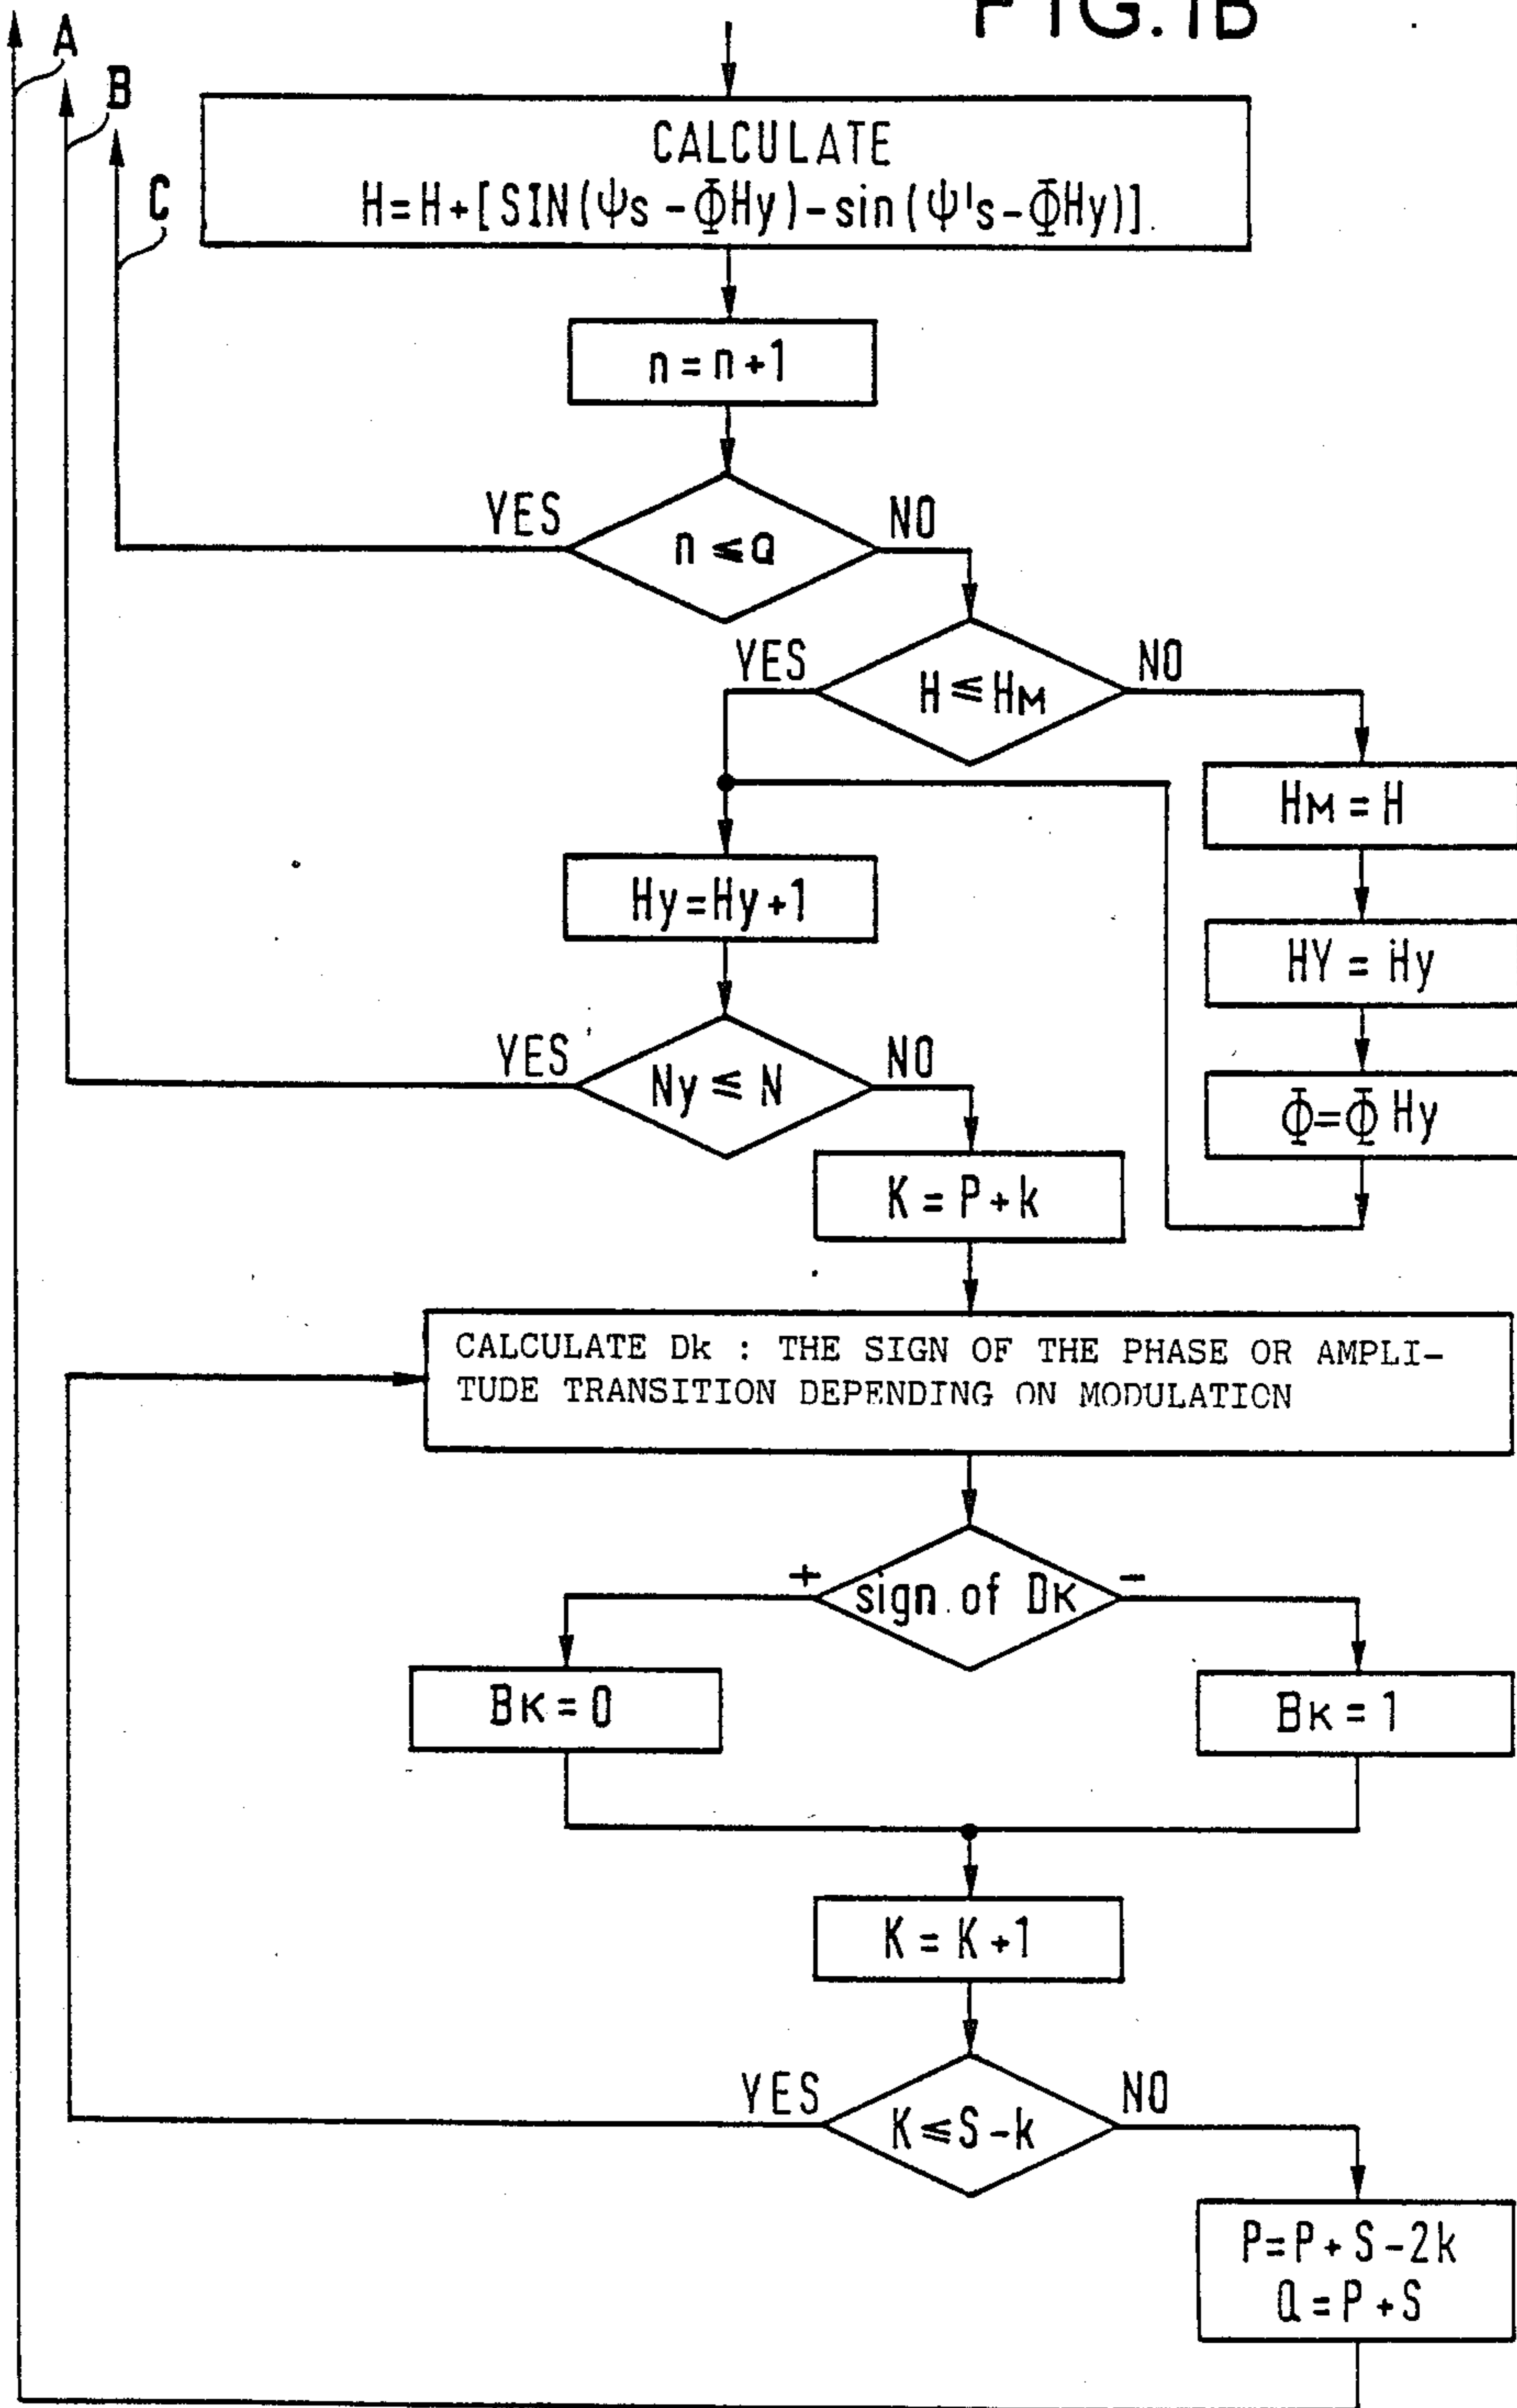 FIG. 1B
A
B
C
CALCULATE
H=H+[SIN(Ψs-ΦHy)-sin(Ψ's-ΦHy)]
n=n+1
YES
n≤Q
NO
YES
H≤HM
NO
HM=H
Hy=Hy+1
HY=Hy
YES
Ny≤N
NO
Φ=Φ Hy
K=P+k
CALCULATE Dk : THE SIGN OF THE PHASE OR AMPLI-
TUDE TRANSITION DEPENDING ON MODULATION
+
sign of DK
-
BK=0
BK=1
K=K+1
YES
K≤S-k
NO
P=P+S-2k
Q=P+S